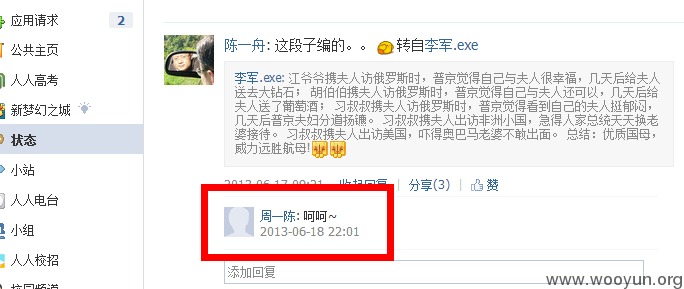 应用请求 2
公共主页
人人高考
新梦幻之城
状态
小站
人人电台
小组
人人校招
陈一舟: 这段子编的。。 转自李军.exe
李军.exe: 江爷爷携夫人访俄罗斯时，普京觉得自己与夫人很幸福，几天后给夫人
送去大钻石； 胡伯伯携夫人访俄罗斯时，普京觉得自己与夫人还可以，几天后给
夫人送了葡萄酒； 习叔叔携夫人访俄罗斯时，普京觉得看到自己的夫人挺郁闷，
几天后普京夫妇分道扬镳。 习叔叔携夫人出访非洲小国，急得人家总统天天换老
婆接待。 习叔叔携夫人出访美国，吓得奥巴马老婆不敢出面。 总结：优质国母，
威力远胜航母!
2013-06-17 09:21 收起回复 | 分享(3) | 赞
周一陈: 呵呵~
2013-06-18 22:01
添加回复
www.wooyun.org